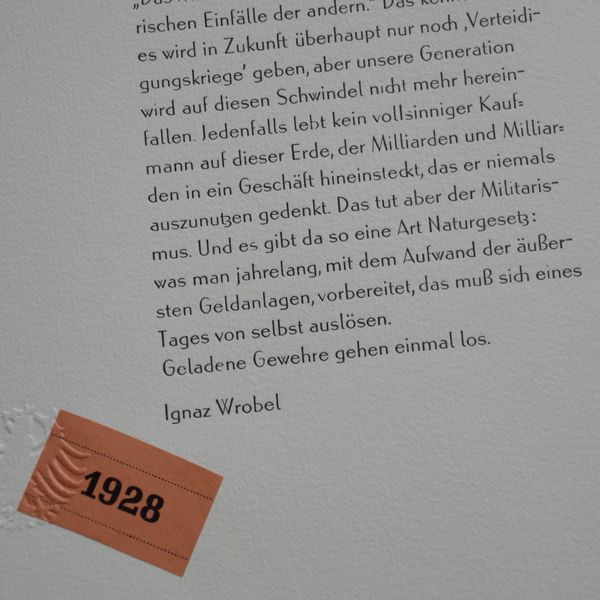 rischen Einfälle der andern.“ Das
es wird in Zukunft überhaupt nur noch ‚Verteidi-
gungskriege’ geben, aber unsere Generation
wird auf diesen Schwindel nicht mehr herein-
fallen. Jedenfalls lebt kein vollsinniger Kauf-
mann auf dieser Erde, der Milliarden und Milliar-
den in ein Geschäft hineinsteckt, das er niemals
auszunutzen gedenkt. Das tut aber der Militaris-
mus. Und es gibt da so eine Art Naturgesetz:
was man jahrelang, mit dem Aufwand der äußer-
sten Geldanlagen, vorbereitet, das muß sich eines
Tages von selbst auslösen.
Geladene Gewehre gehen einmal los.
Ignaz Wrobel
1928